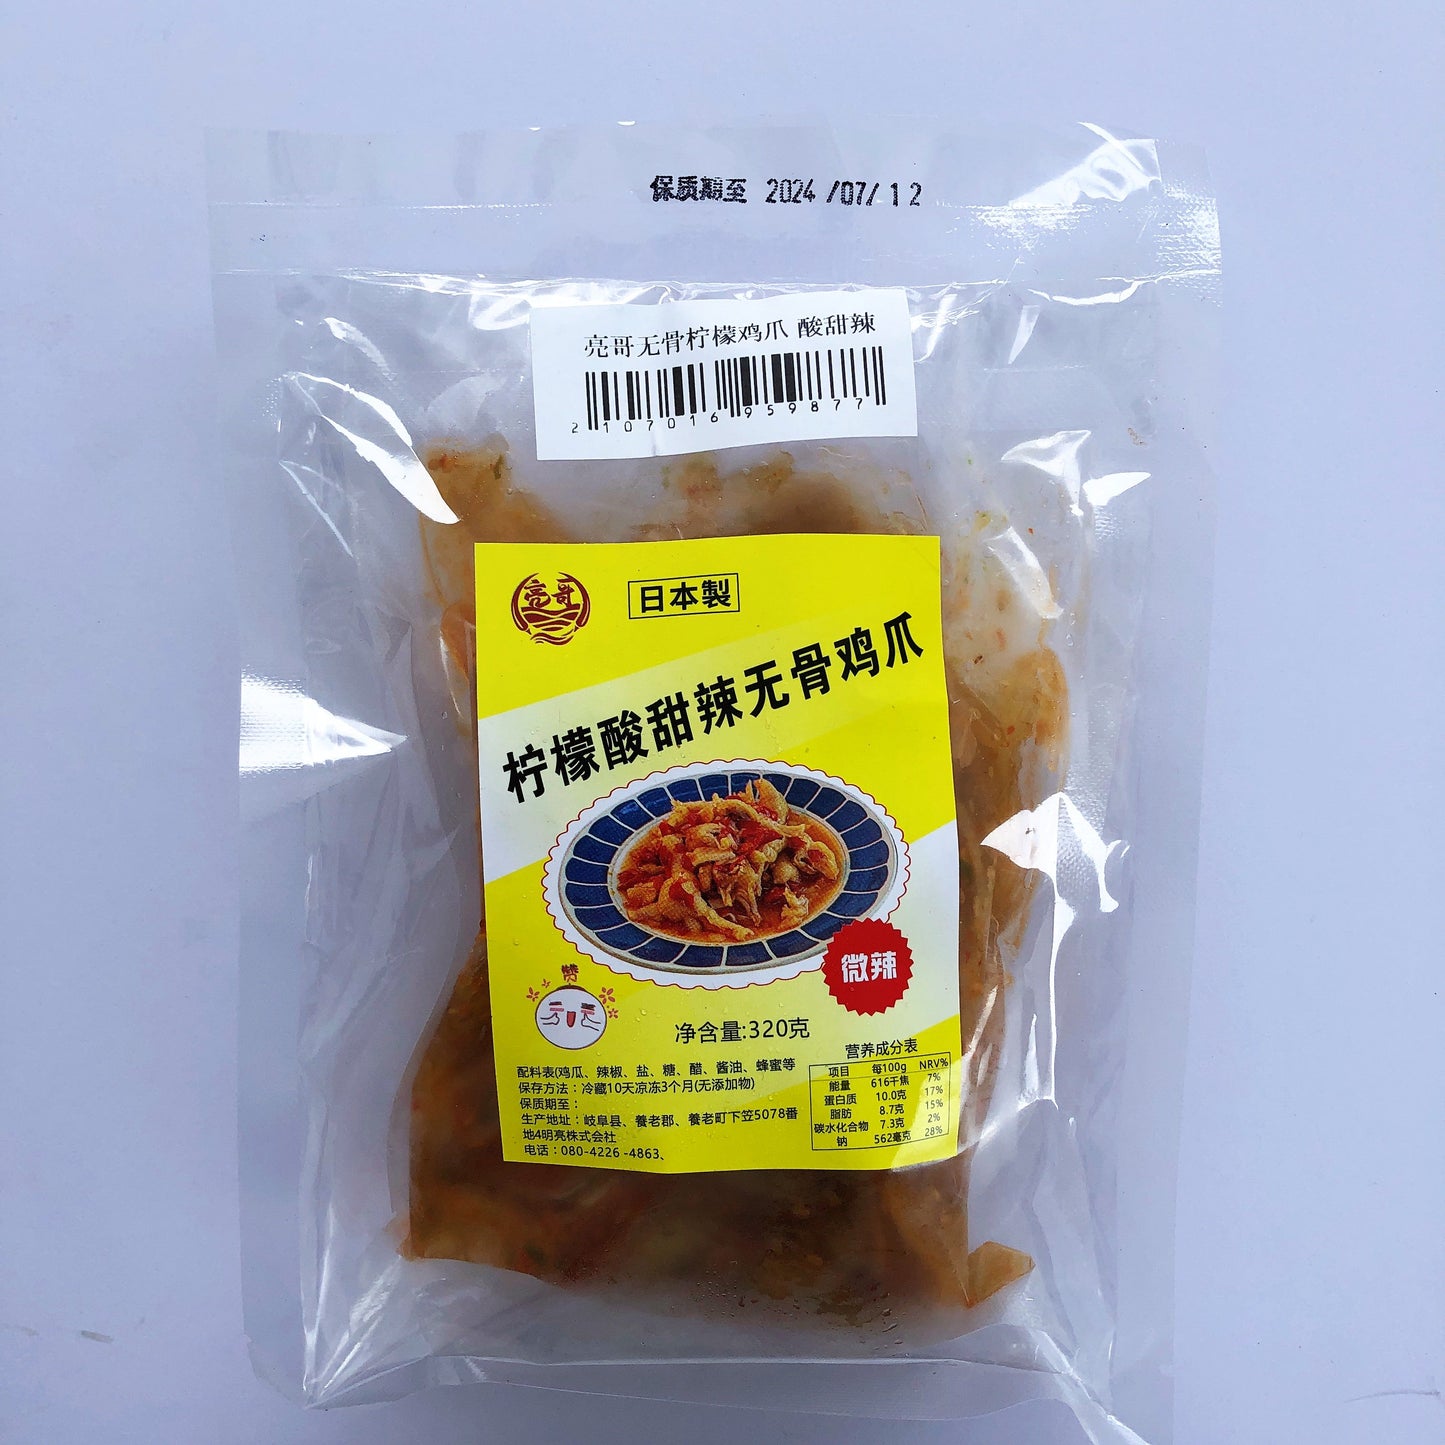 保质期至 2024/07/12
亮哥无骨柠檬鸡爪 酸甜辣
2107016959877
亮哥
日本製
柠檬酸甜辣无骨鸡爪
微辣
赞
净含量:320克
配料表(鸡瓜、辣椒、盐、糖、醋、酱油、蜂蜜等
保存方法：冷藏10天凉冻3个月(无添加物)
保质期至：
生产地址：岐阜县、養老郡、養老町下笠5078番
地4明亮株式会社
电话：080-4226-4863、
营养成分表
项目 每100g NRV%
能量 616千焦 7%
蛋白质 10.0克 17%
脂肪 8.7克 15%
碳水化合物 7.3克 2%
钠 562毫克 28%